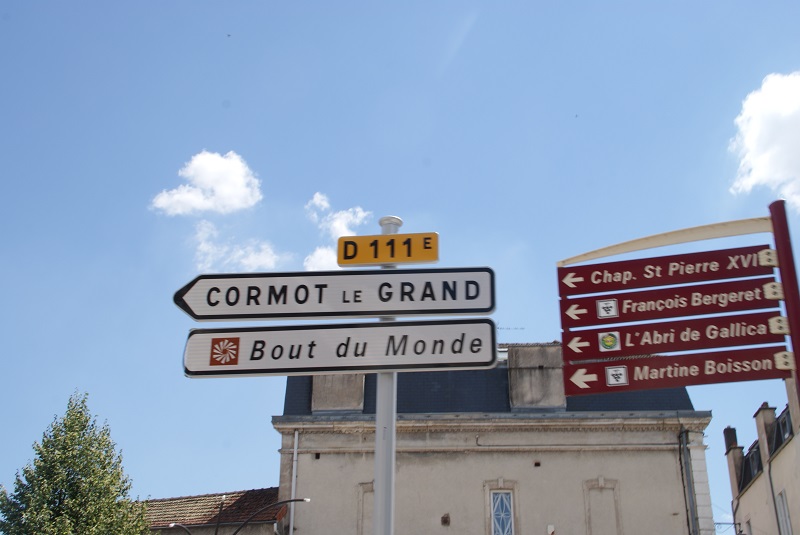 D 111 E
CORMOT LE GRAND
Bout du Monde
Chap. St Pierre XVI
François Bergeret
L'Abri de Gallica
Martine Boisson